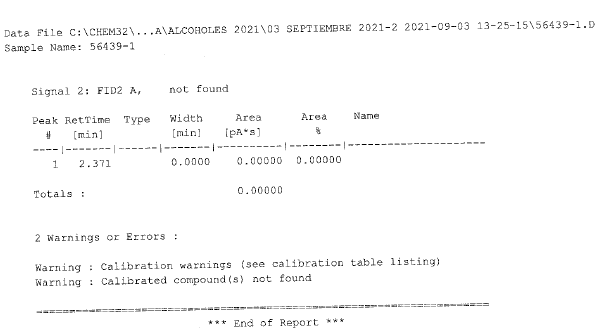 Data File C:\CHEM32\...A\ALCOHOLES 2021\03 SEPTIEMBRE 2021-2 2021-09-03 13-25-15\56439-1.D
Sample Name: 56439-1
Signal 2: FID2 A, not found
Peak RetTime Type Width Area Area Name
# [min] [min] [pA*s] %
----|-------|------|-------|----------|--------|----------------------
1 2.371 0.0000 0.00000 0.00000
Totals : 0.00000
2 Warnings or Errors :
Warning : Calibration warnings (see calibration table listing)
Warning : Calibrated compound(s) not found
=====================================================================
*** End of Report ***